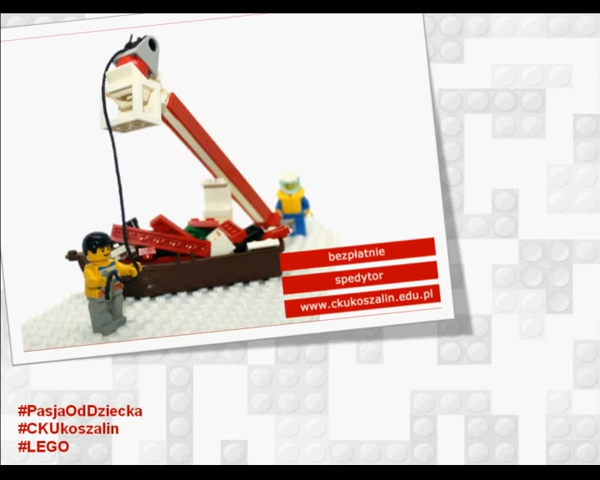 bezpłatnie
spedytor
www.ckukoszalin.edu.pl
#PasjaOdDziecka
#CKUkoszalin
#LEGO